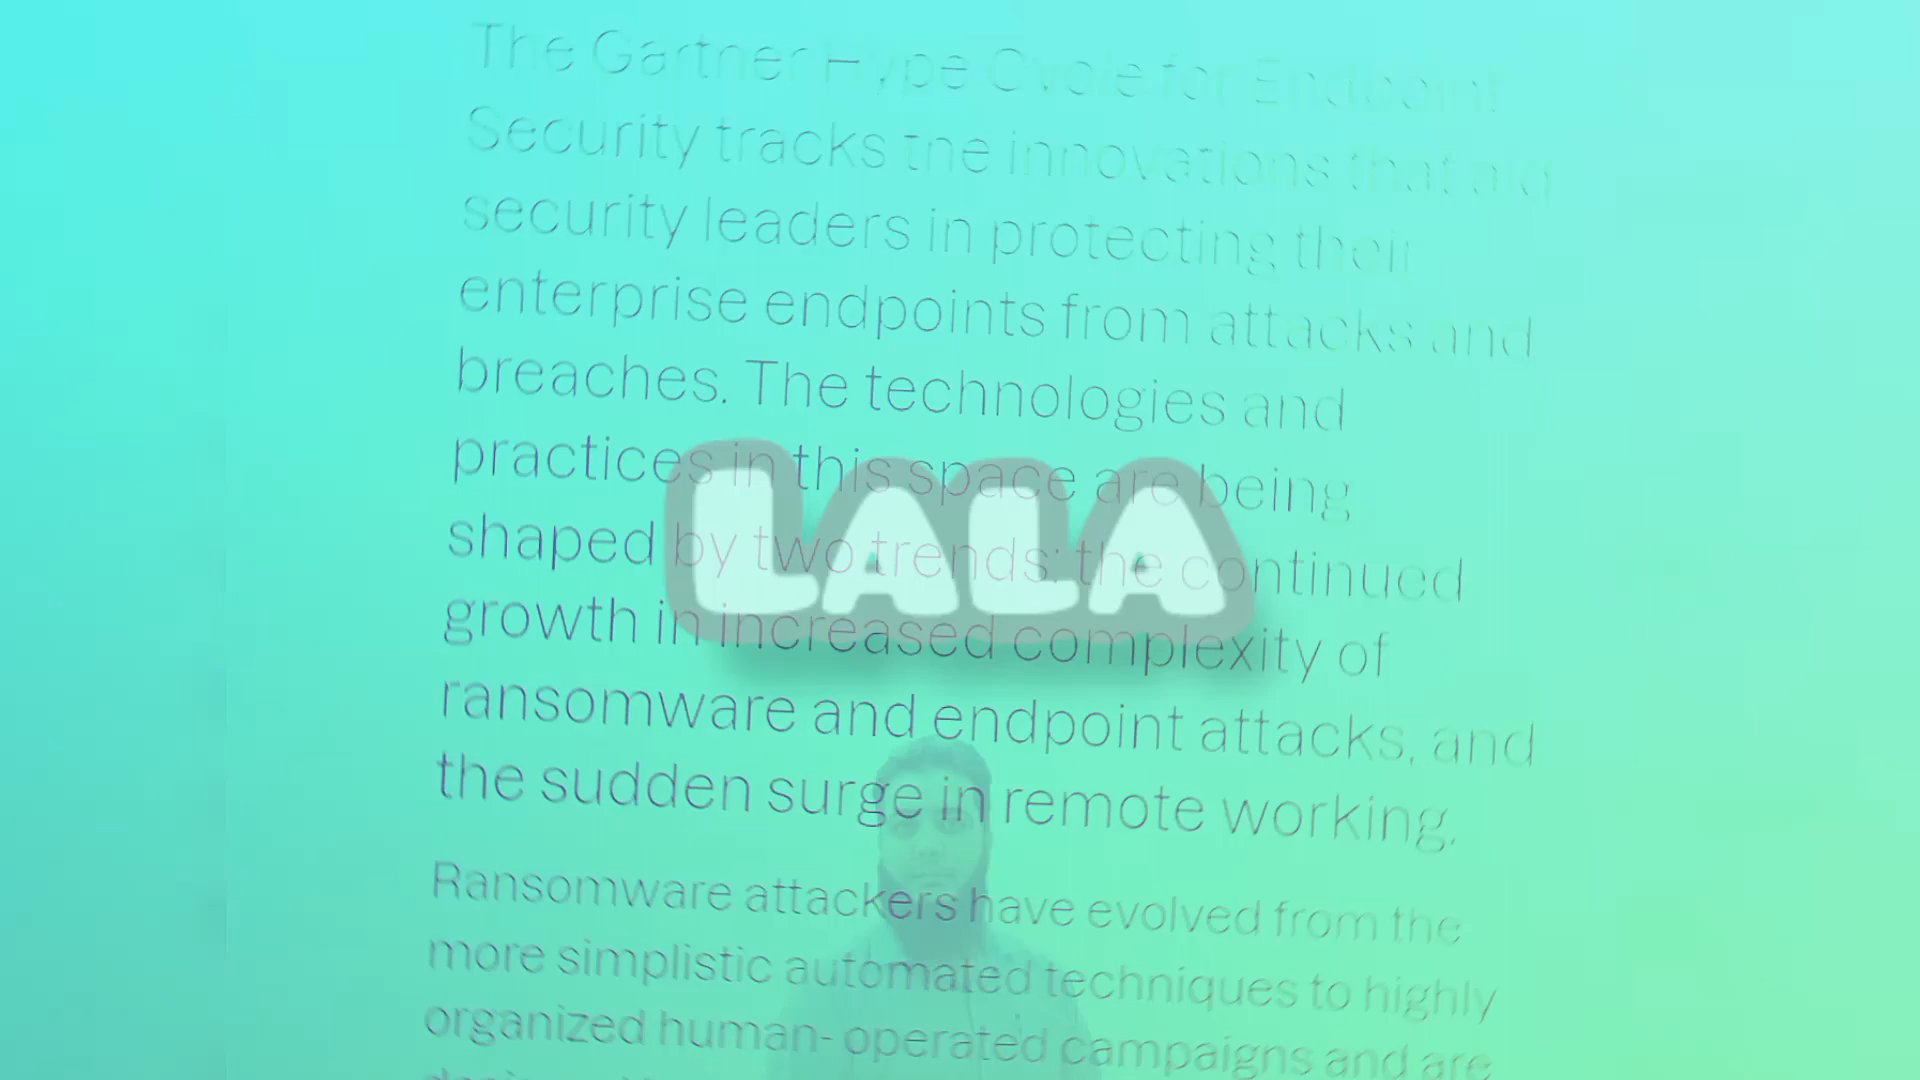 The Gartner Hype Cycle for Endpoint
Security tracks the innovations that aid
security leaders in protecting their
enterprise endpoints from attacks and
breaches. The technologies and
practices in this space are being
shaped by two trends: the continued
growth in increased complexity of
ransomware and endpoint attacks, and
the sudden surge in remote working.
LALA
Ransomware attackers have evolved from the
more simplistic automated techniques to highly
organized human- operated campaigns and are